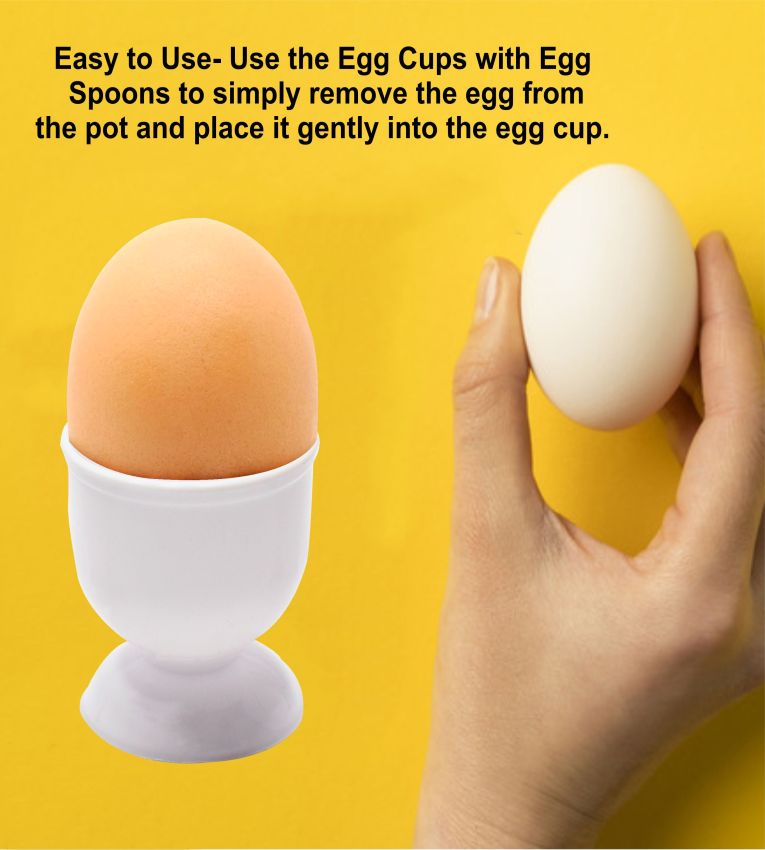 Easy to Use- Use the Egg Cups with Egg
Spoons to simply remove the egg from
the pot and place it gently into the egg cup.